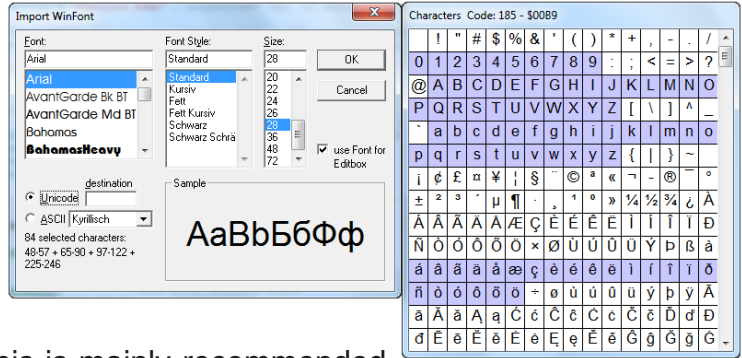 Import WinFont
Font: Font Style: Size:
Arial Standard 28 OK
Arial Standard 20
AvantGarde Bk BT Kursiv 22 Cancel
AvantGarde Md BT Fett 24
Bahamas Fett Kursiv 26
BahamasHeavy Schwarz 28
Schwarz Schrä 36
48
72
use Font for
Editbox
destination
Unicode
ASCII Kyrillisch
84 selected characters:
48-57 + 65-90 + 97-122 +
225-246
Sample
AaBbБбФф
Characters Code: 185 - $00B9
! " # $ % & ' ( ) * + , - . /
0 1 2 3 4 5 6 7 8 9 : ; < = > ?
@ A B C D E F G H I J K L M N O
P Q R S T U V W X Y Z [ \ ] ^ _
` a b c d e f g h i j k l m n o
p q r s t u v w x y z { | } ~
¡ ¢ £ ¤ ¥ ¦ § ¨ © ª « ¬ - ® ¯ °
± ² ³ ´ µ ¶ · ¸ ¹ º » ¼ ½ ¾ ¿ À
Á Â Ã Ä Å Æ Ç È É Ê Ë Ì Í Î Ï Ð
Ñ Ò Ó Ô Õ Ö × Ø Ù Ú Û Ü Ý Þ ß à
á â ã ä å æ ç è é ê ë ì í î ï ð
ñ ò ó ô õ ö ÷ ø ù ú û ü ý þ ÿ Ā
ā Ă ă Ą ą Ć ć Ĉ ĉ Ċ ċ Č č Ď ď Đ
đ Ē ē Ĕ ĕ Ė ė Ę ę Ě ě Ĝ ĝ Ğ ğ Ġ
is mainly recommended